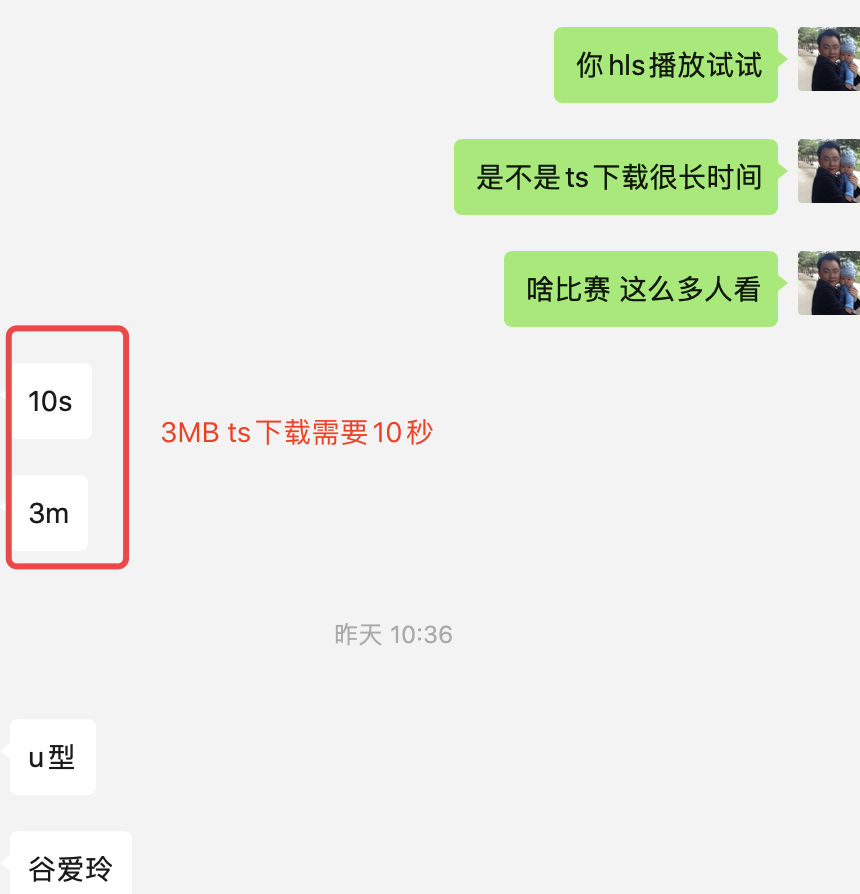 你hls播放试试
是不是ts下载很长时间
啥比赛 这么多人看
10s
3MB ts下载需要10秒
3m
昨天 10:36
u型
谷爱玲